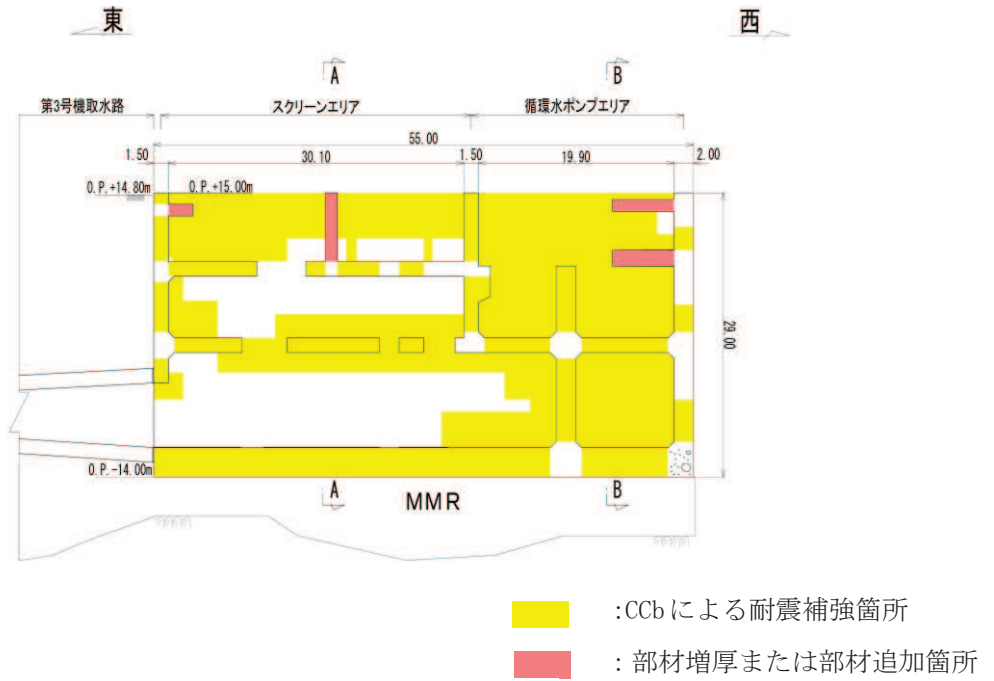 東
西
A
B
第3号機取水路
スクリーンエリア
循環水ポンプエリア
55.00
1.50
30.10
1.50
19.90
2.00
O.P.+14.80m
O.P.+15.00m
29.00
O.P.-14.00m
A
B
MMR
:CCbによる耐震補強箇所
:部材増厚または部材追加箇所